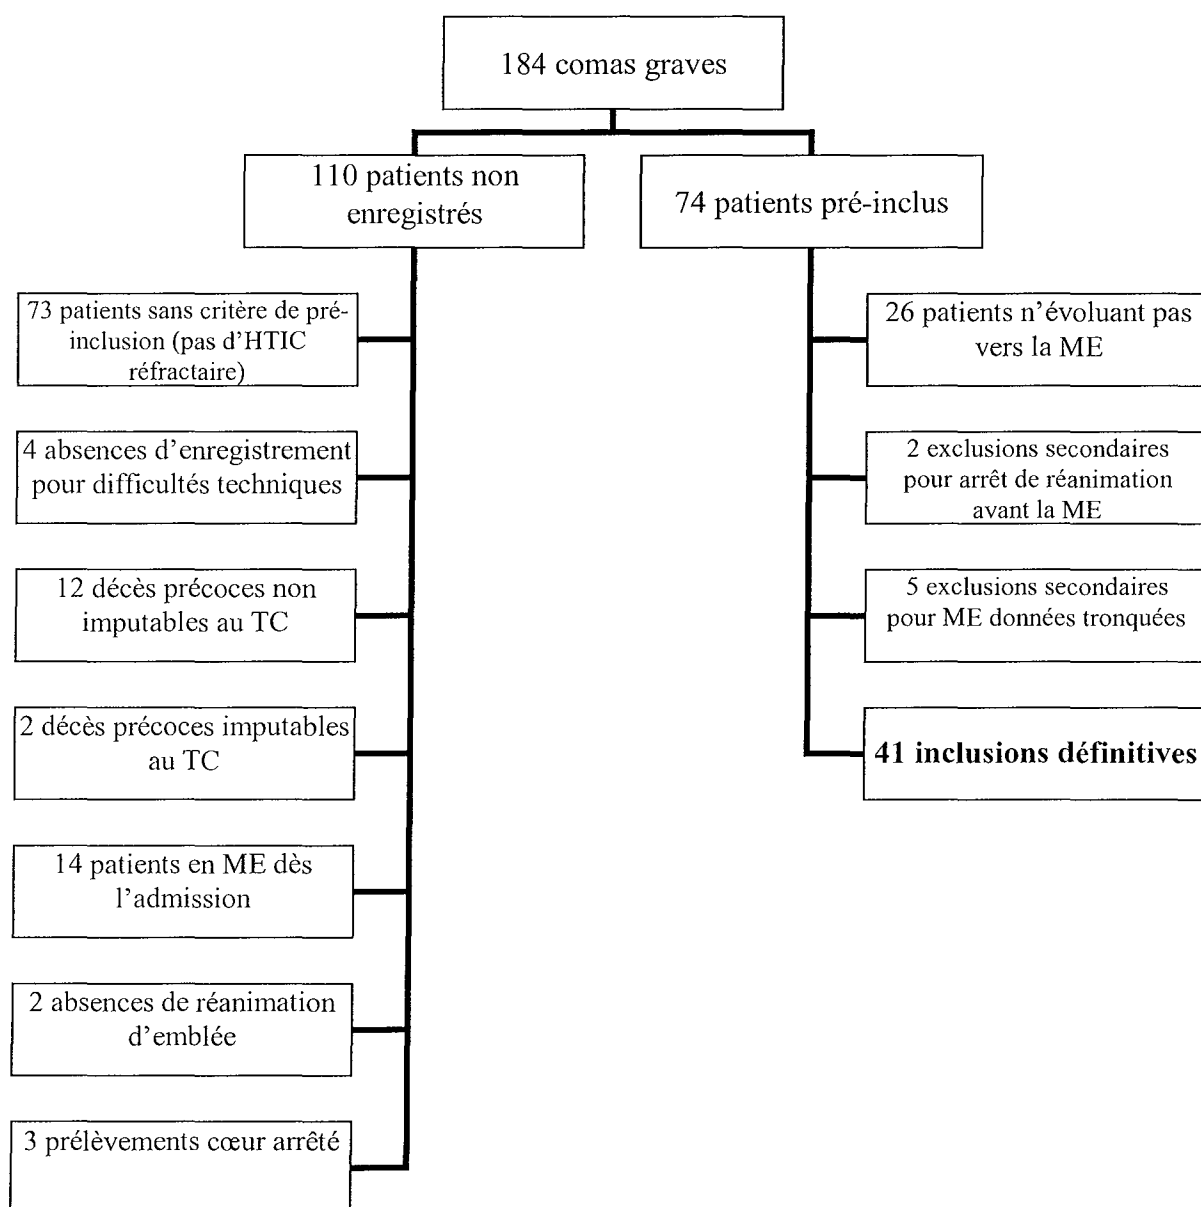 184 comas graves
110 patients non
enregistrés
74 patients pré-inclus
73 patients sans critère de pré-
inclusion (pas d'HTIC
réfractaire)
4 absences d'enregistrement
pour difficultés techniques
12 décès précoces non
imputables au TC
2 décès précoces imputables
au TC
14 patients en ME dès
l'admission
2 absences de réanimation
d'emblée
3 prélèvements cœur arrêté
26 patients n'évoluant pas
vers la ME
2 exclusions secondaires
pour arrêt de réanimation
avant la ME
5 exclusions secondaires
pour ME données tronquées
41 inclusions définitives